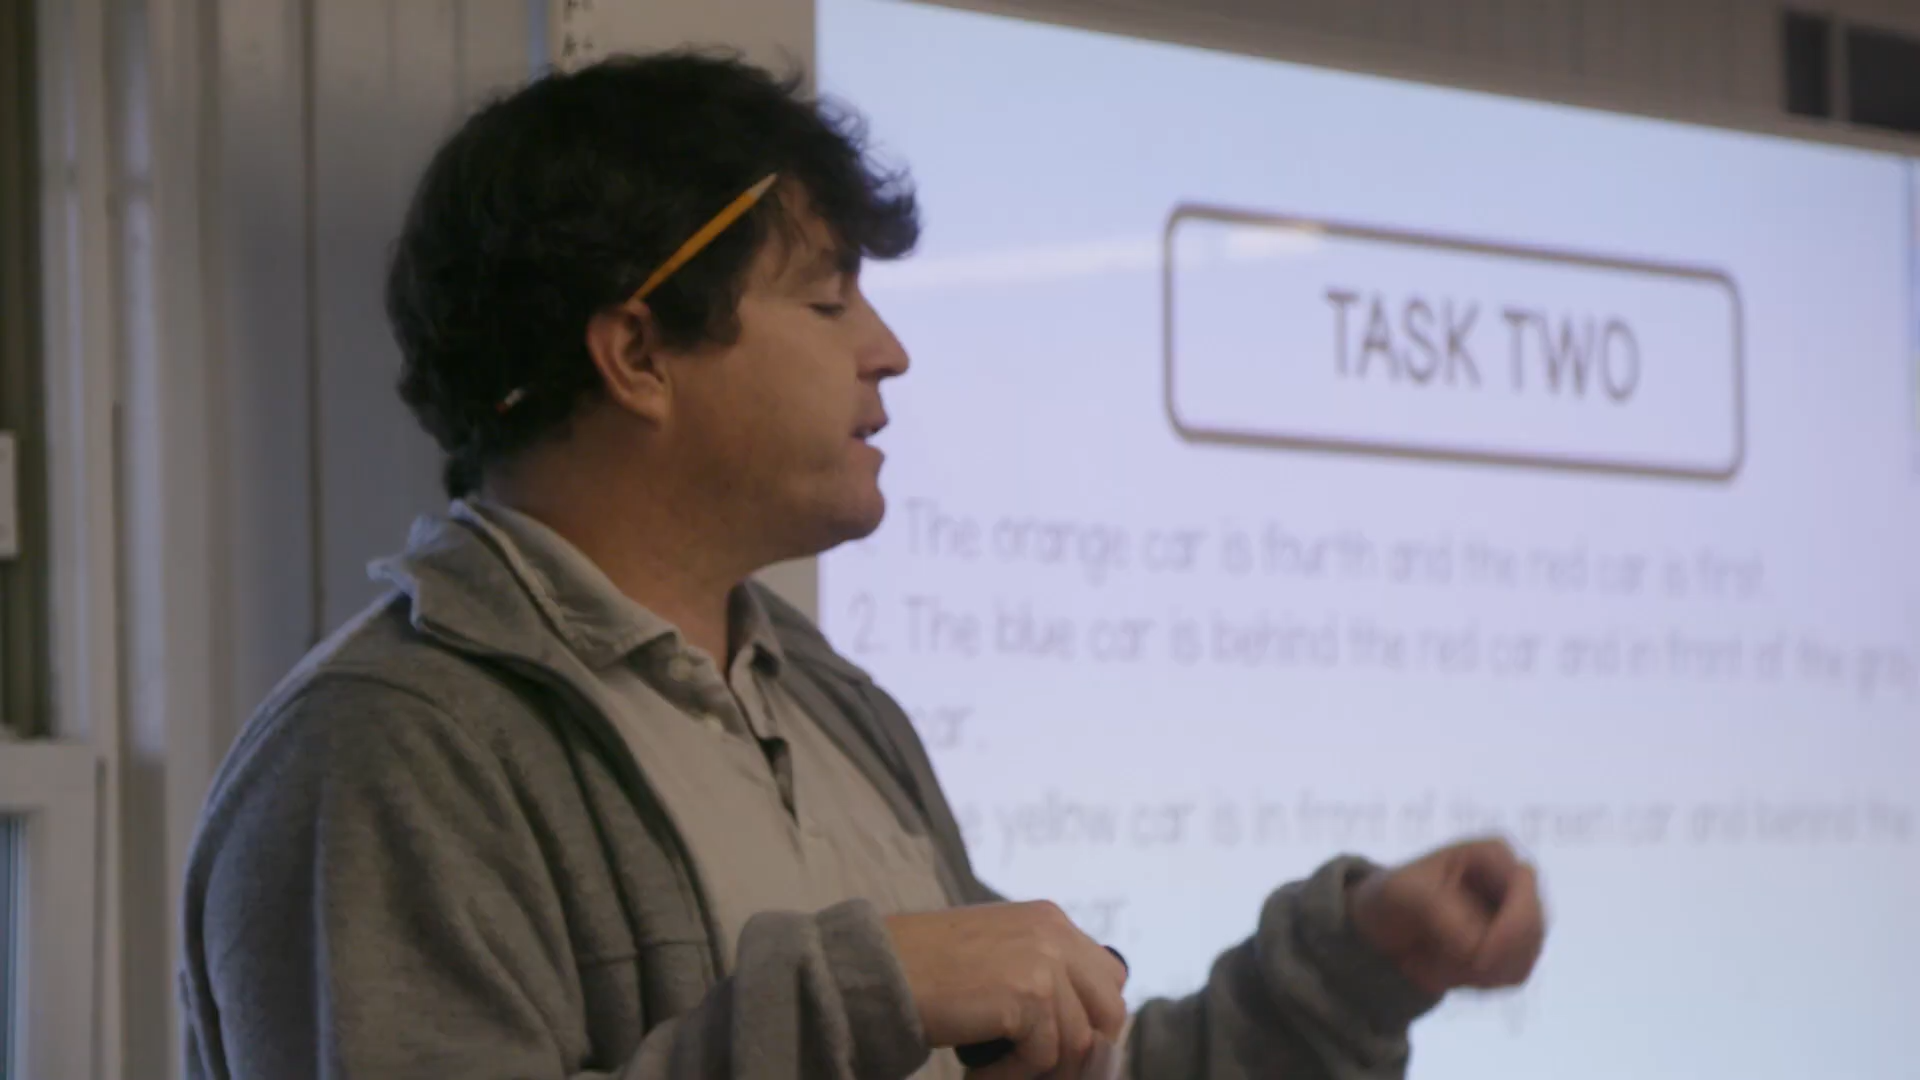 TASK TWO
The orange car is fourth and the red car is first.
2. The blue car is behind the red car and in front of the gray
car.
yellow car is in front of the green car and behind the
car.